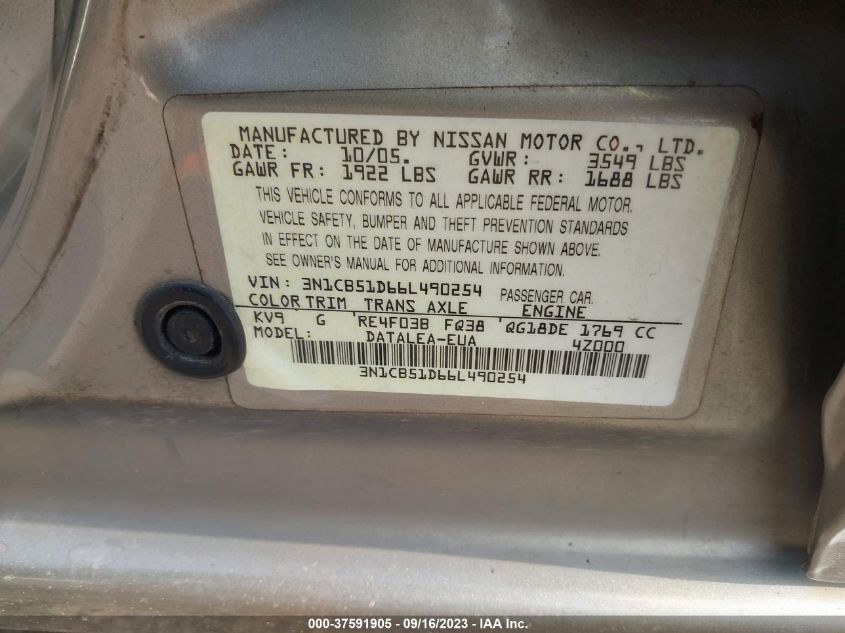 MANUFACTURED BY NISSAN MOTOR CO., LTD.
DATE: 10/05. GVWR: 3549 LBS
GAWR FR: 1922 LBS GAWR RR: 1688 LBS
THIS VEHICLE CONFORMS TO ALL APPLICABLE FEDERAL MOTOR.
VEHICLE SAFETY, BUMPER AND THEFT PREVENTION STANDARDS
IN EFFECT ON THE DATE OF MANUFACTURE SHOWN ABOVE.
SEE OWNER'S MANUAL FOR ADDITIONAL INFORMATION.
VIN: 3N1CB51D66L490254 PASSENGER CAR.
COLOR TRIM TRANS AXLE ENGINE
KV9 G RE4F03B FQ38 QG18DE 1769 CC
MODEL: DATALEA-EUA 4Z000
3N1CB51D66L490254
000-37591905 - 09/16/2023 - IAA Inc.